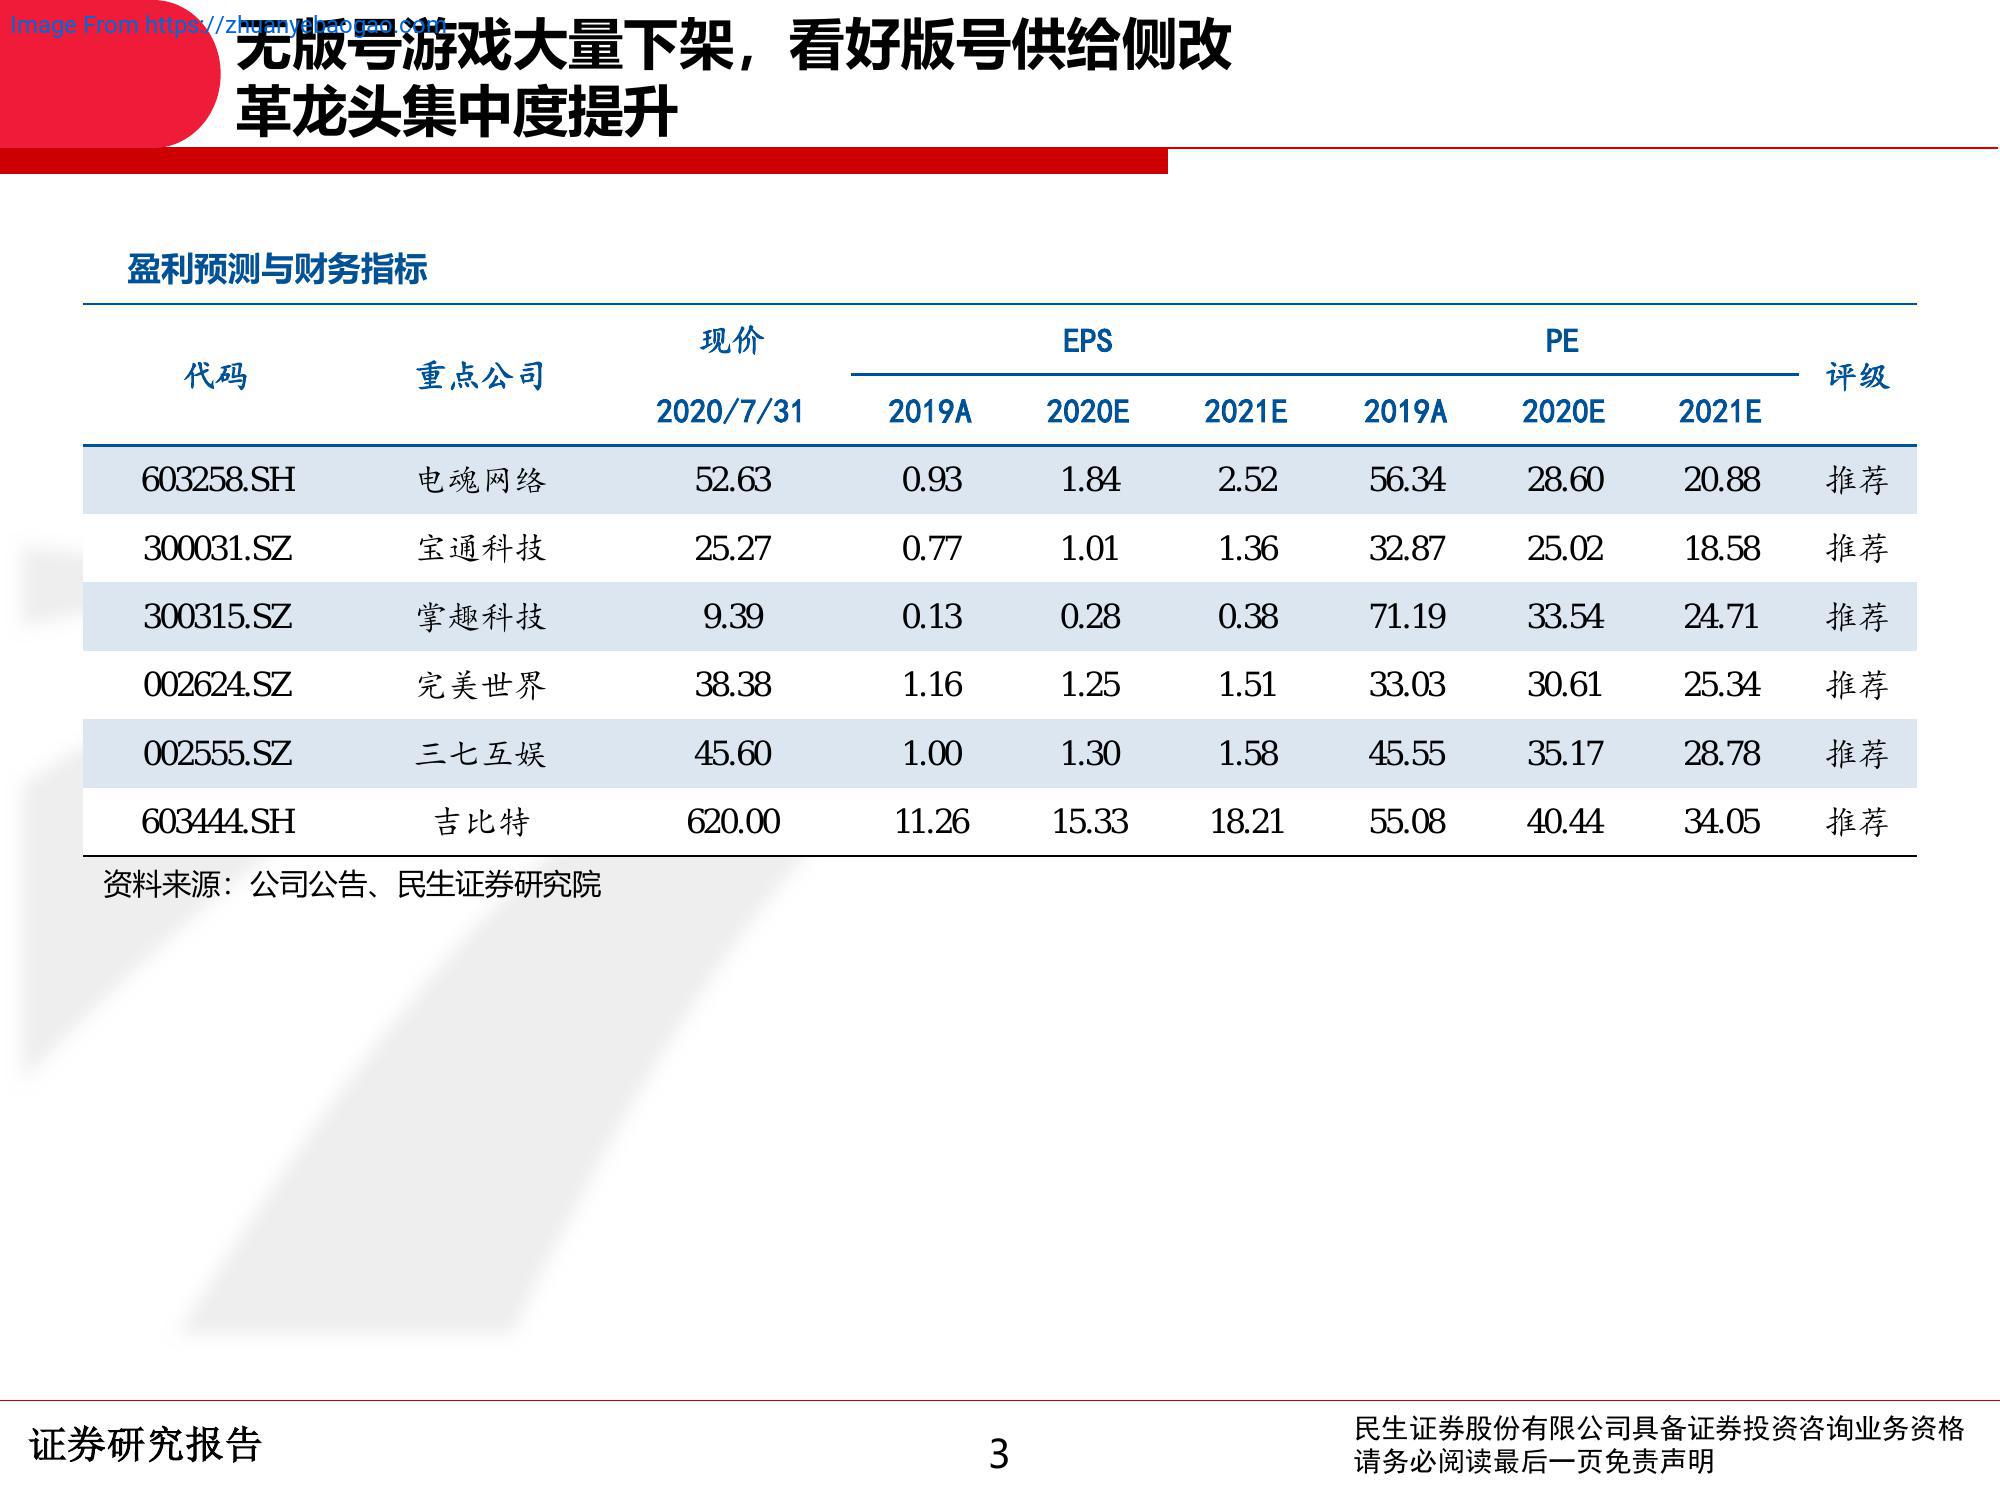 Image From https://zhuanyebaogao.com
无版号游戏大量下架，看好版号供给侧改
革龙头集中度提升
盈利预测与财务指标
代码 重点公司 现价 EPS PE 评级
2020/7/31 2019A 2020E 2021E 2019A 2020E 2021E
603258.SH 电魂网络 52.63 0.93 1.84 2.52 56.34 28.60 20.88 推荐
300031.SZ 宝通科技 25.27 0.77 1.01 1.36 32.87 25.02 18.58 推荐
300315.SZ 掌趣科技 9.39 0.13 0.28 0.38 71.19 33.54 24.71 推荐
002624.SZ 完美世界 38.38 1.16 1.25 1.51 33.03 30.61 25.34 推荐
002555.SZ 三七互娱 45.60 1.00 1.30 1.58 45.55 35.17 28.78 推荐
603444.SH 吉比特 620.00 11.26 15.33 18.21 55.08 40.44 34.05 推荐
资料来源：公司公告、民生证券研究院
证券研究报告
3
民生证券股份有限公司具备证券投资咨询业务资格
请务必阅读最后一页免责声明